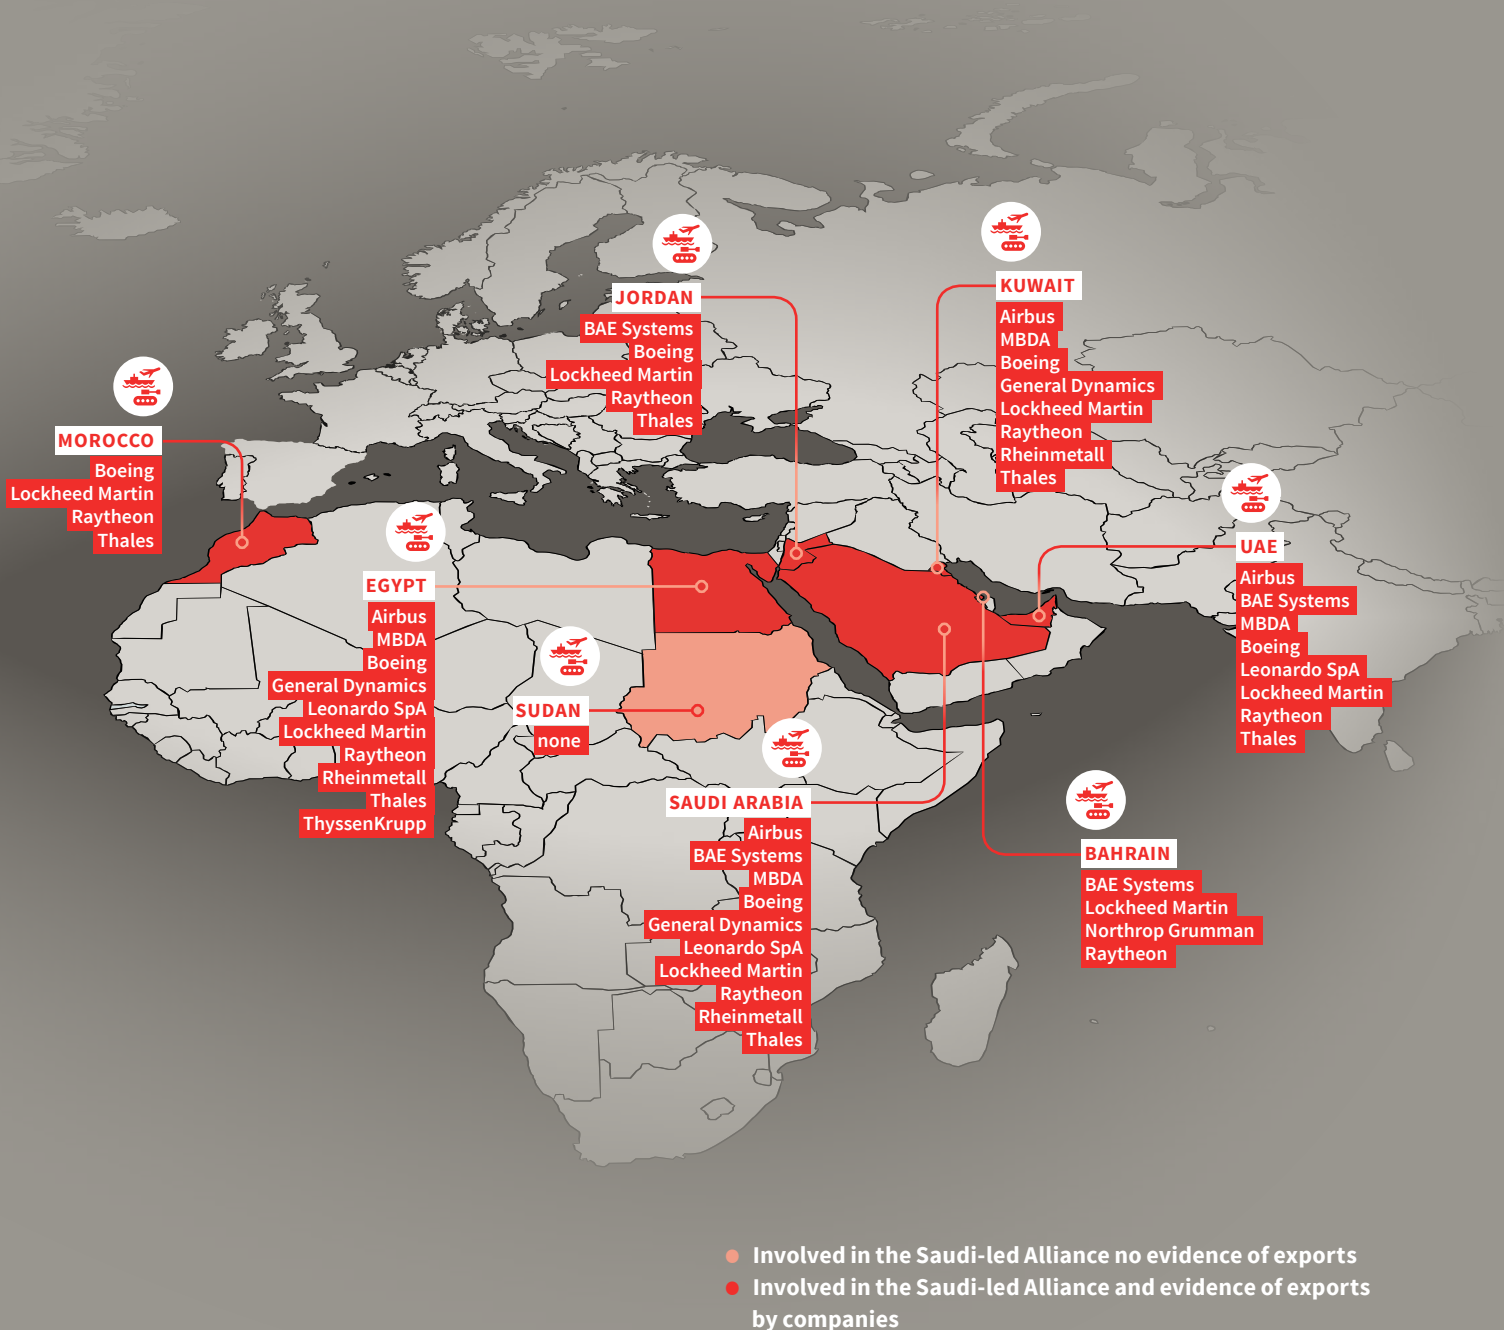 JORDAN
BAE Systems
Boeing
Lockheed Martin
Raytheon
Thales
KUWAIT
Airbus
MBDA
Boeing
General Dynamics
Lockheed Martin
Raytheon
Rheinmetall
Thales
MOROCCO
Boeing
Lockheed Martin
Raytheon
Thales
EGYPT
Airbus
MBDA
Boeing
General Dynamics
Leonardo SpA
Lockheed Martin
Raytheon
Rheinmetall
Thales
ThyssenKrupp
UAE
Airbus
BAE Systems
MBDA
Boeing
Leonardo SpA
Lockheed Martin
Raytheon
Thales
SUDAN
none
SAUDI ARABIA
Airbus
BAE Systems
MBDA
Boeing
General Dynamics
Leonardo SpA
Lockheed Martin
Raytheon
Rheinmetall
Thales
BAHRAIN
BAE Systems
Lockheed Martin
Northrop Grumman
Raytheon
Involved in the Saudi-led Alliance no evidence of exports
Involved in the Saudi-led Alliance and evidence of exports
by companies